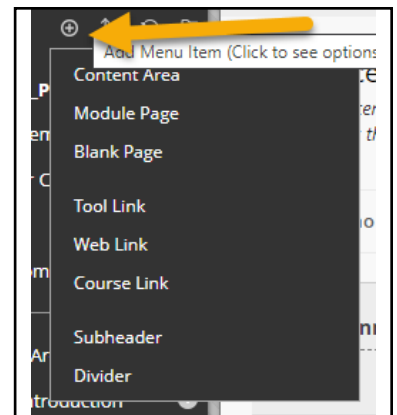 Add Menu Item (Click to see options
Content Area
Module Page
Blank Page
Tool Link
Web Link
Course Link
Subheader
Divider